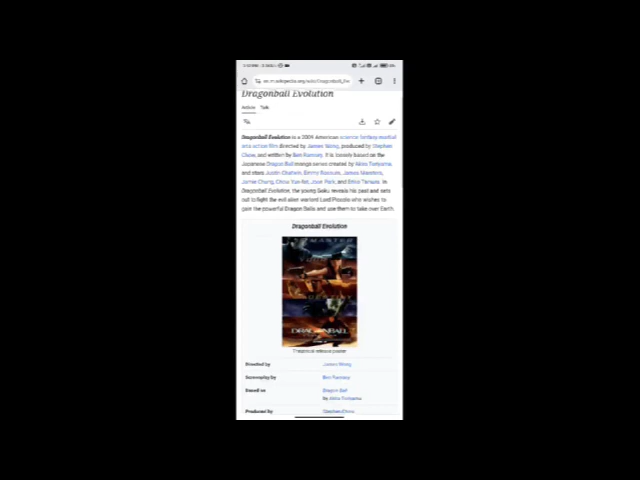 en.m.wikipedia.org/wiki/Dragonball_Ev
Dragonball Evolution
Article Talk
Dragonball Evolution is a 2009 American science fantasy martial
arts action film directed by James Wong, produced by Stephen
Chow, and written by Ben Ramsey. It is loosely based on the
Japanese Dragon Ball manga series created by Akira Toriyama,
and stars Justin Chatwin, Emmy Rossum, James Marsters,
Jamie Chung, Chow Yun-fat, Joon Park, and Eriko Tamura. In
Dragonball Evolution, the young Goku reveals his past and sets
out to fight the evil alien warlord Lord Piccolo who wishes to
gain the powerful Dragon Balls and use them to take over Earth.
Dragonball Evolution
DRAGONBALL
Theatrical release poster
Directed by James Wong
Screenplay by Ben Ramsey
Based on Dragon Ball
by Akira Toriyama
Produced by Stephen Chow